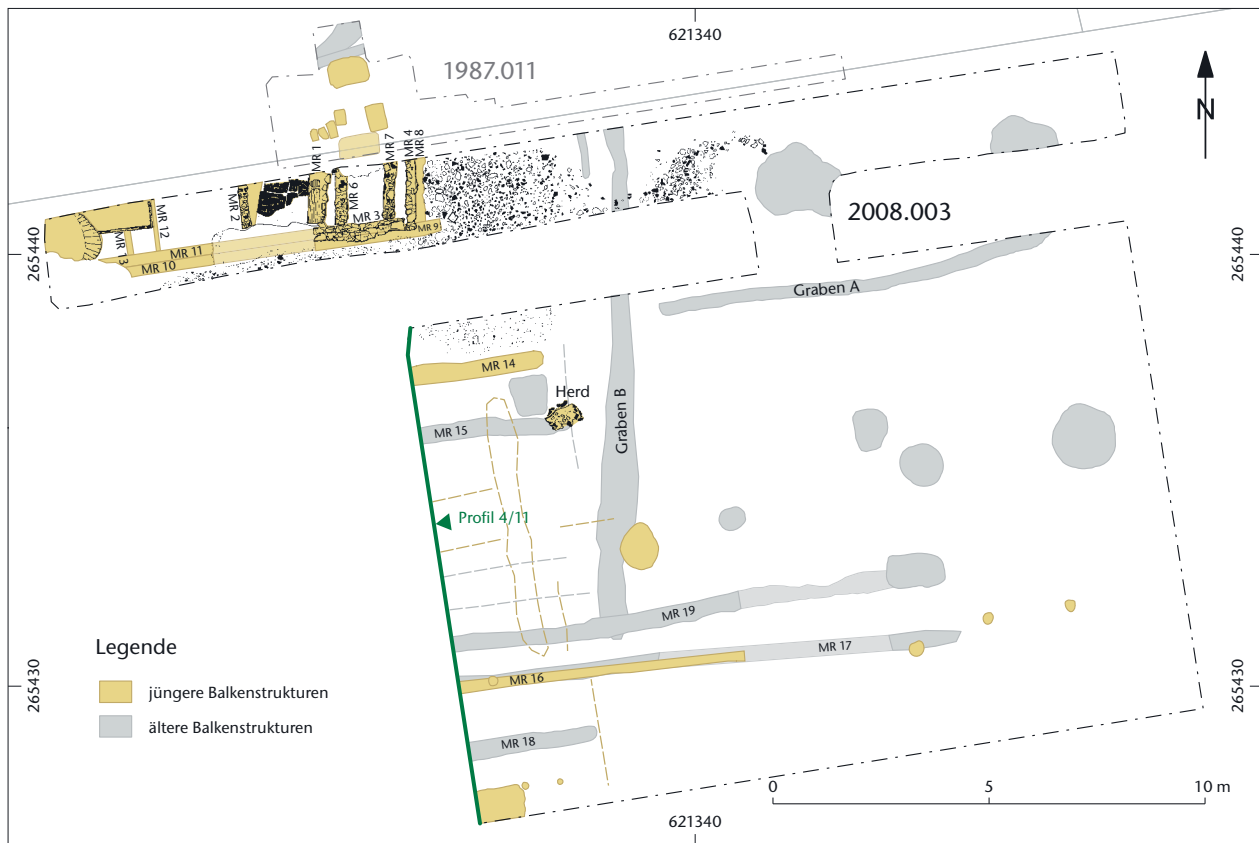 621340
1987.011
N
MR 1
MR 7
MR 4
MR 8
MR 2
MR 6
MR 3
MR 9
MR 12
MR 13
MR 11
MR 10
2008.003
265440
265440
Graben A
MR 14
Herd
MR 15
Graben B
Profil 4/11
MR 19
MR 17
MR 16
MR 18
Legende
jüngere Balkenstrukturen
ältere Balkenstrukturen
265430
265430
0 5 10 m
621340